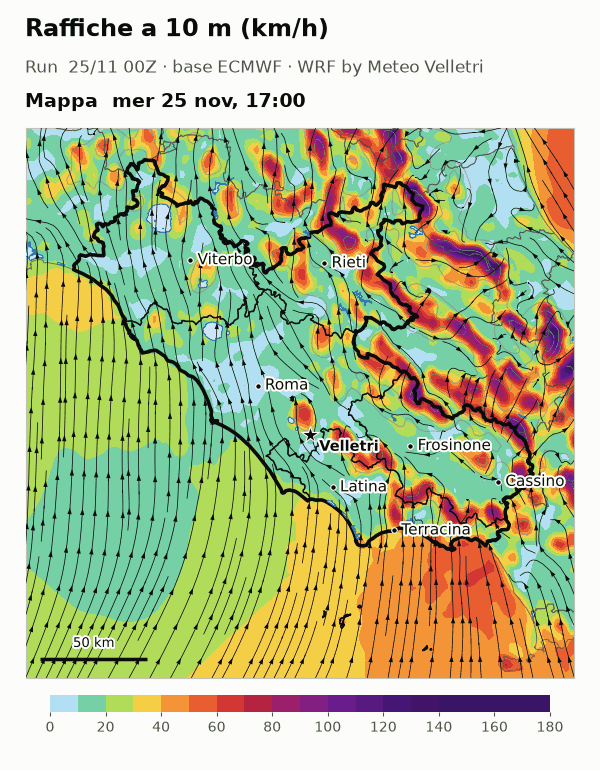 Raffiche a 10 m (km/h)
Run  25/11 00Z · base ECMWF · WRF by Meteo Velletri
Mappa  mer 25 nov, 17:00
Viterbo
Rieti
Roma
Velletri
Frosinone
Cassino
Latina
Terracina
50 km
0 20 40 60 80 100 120 140 160 180